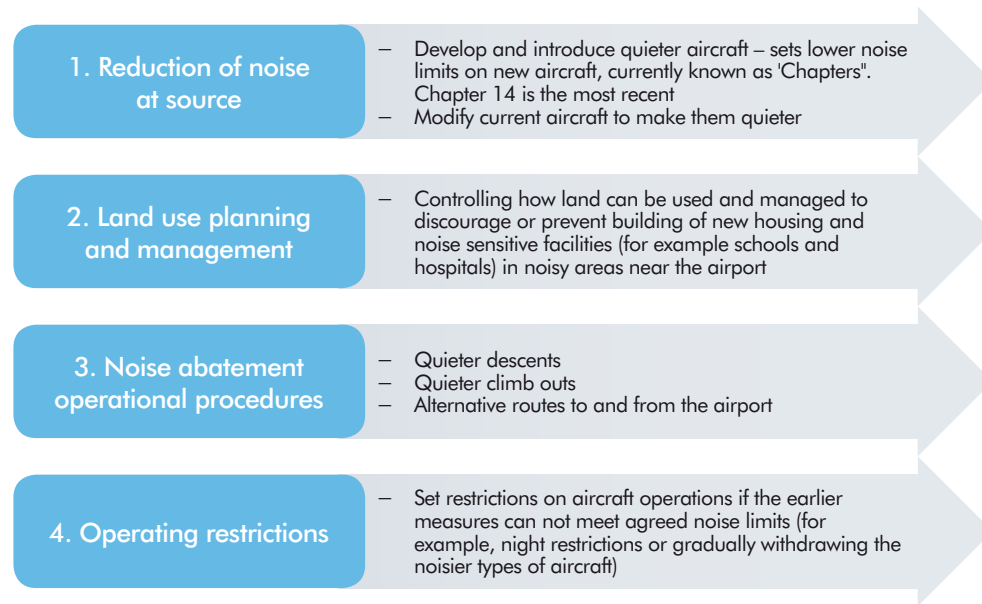 1. Reduction of noise
at source
– Develop and introduce quieter aircraft – sets lower noise
limits on new aircraft, currently known as 'Chapters".
Chapter 14 is the most recent
– Modify current aircraft to make them quieter
2. Land use planning
and management
– Controlling how land can be used and managed to
discourage or prevent building of new housing and
noise sensitive facilities (for example schools and
hospitals) in noisy areas near the airport
3. Noise abatement
operational procedures
– Quieter descents
– Quieter climb outs
– Alternative routes to and from the airport
4. Operating restrictions
– Set restrictions on aircraft operations if the earlier
measures can not meet agreed noise limits (for
example, night restrictions or gradually withdrawing the
noisier types of aircraft)